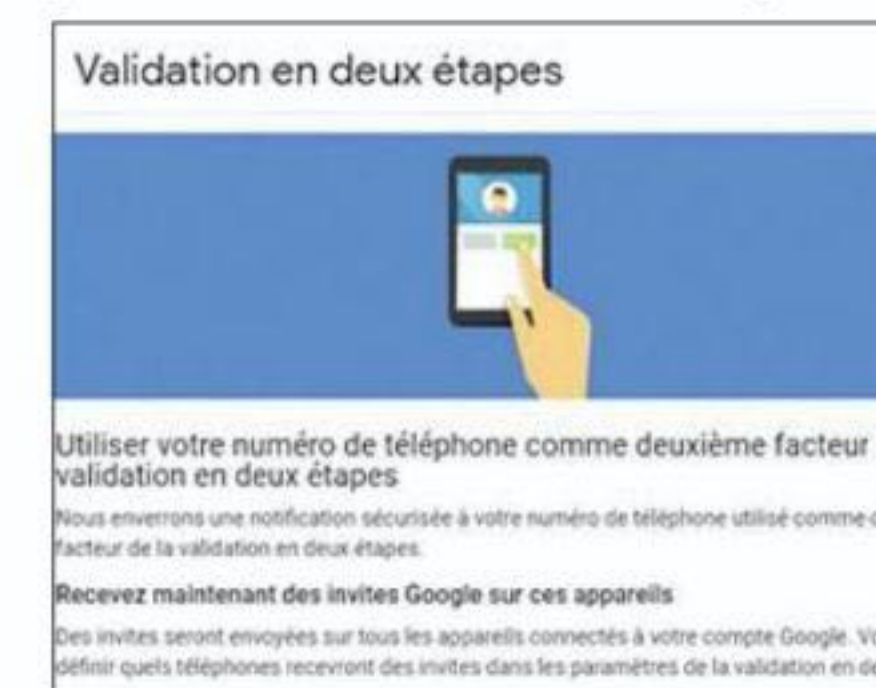 Validation en deux étapes
Utiliser votre numéro de téléphone comme deuxième facteur
validation en deux étapes
Nous enverrons une notification sécurisée à votre numéro de téléphone utilisé comme
facteur de la validation en deux étapes.
Recevez maintenant des invites Google sur ces appareils
Des invites seront envoyées sur tous les appareils connectés à votre compte Google.
définir quels téléphones recevront des invites dans les paramètres de la validation en